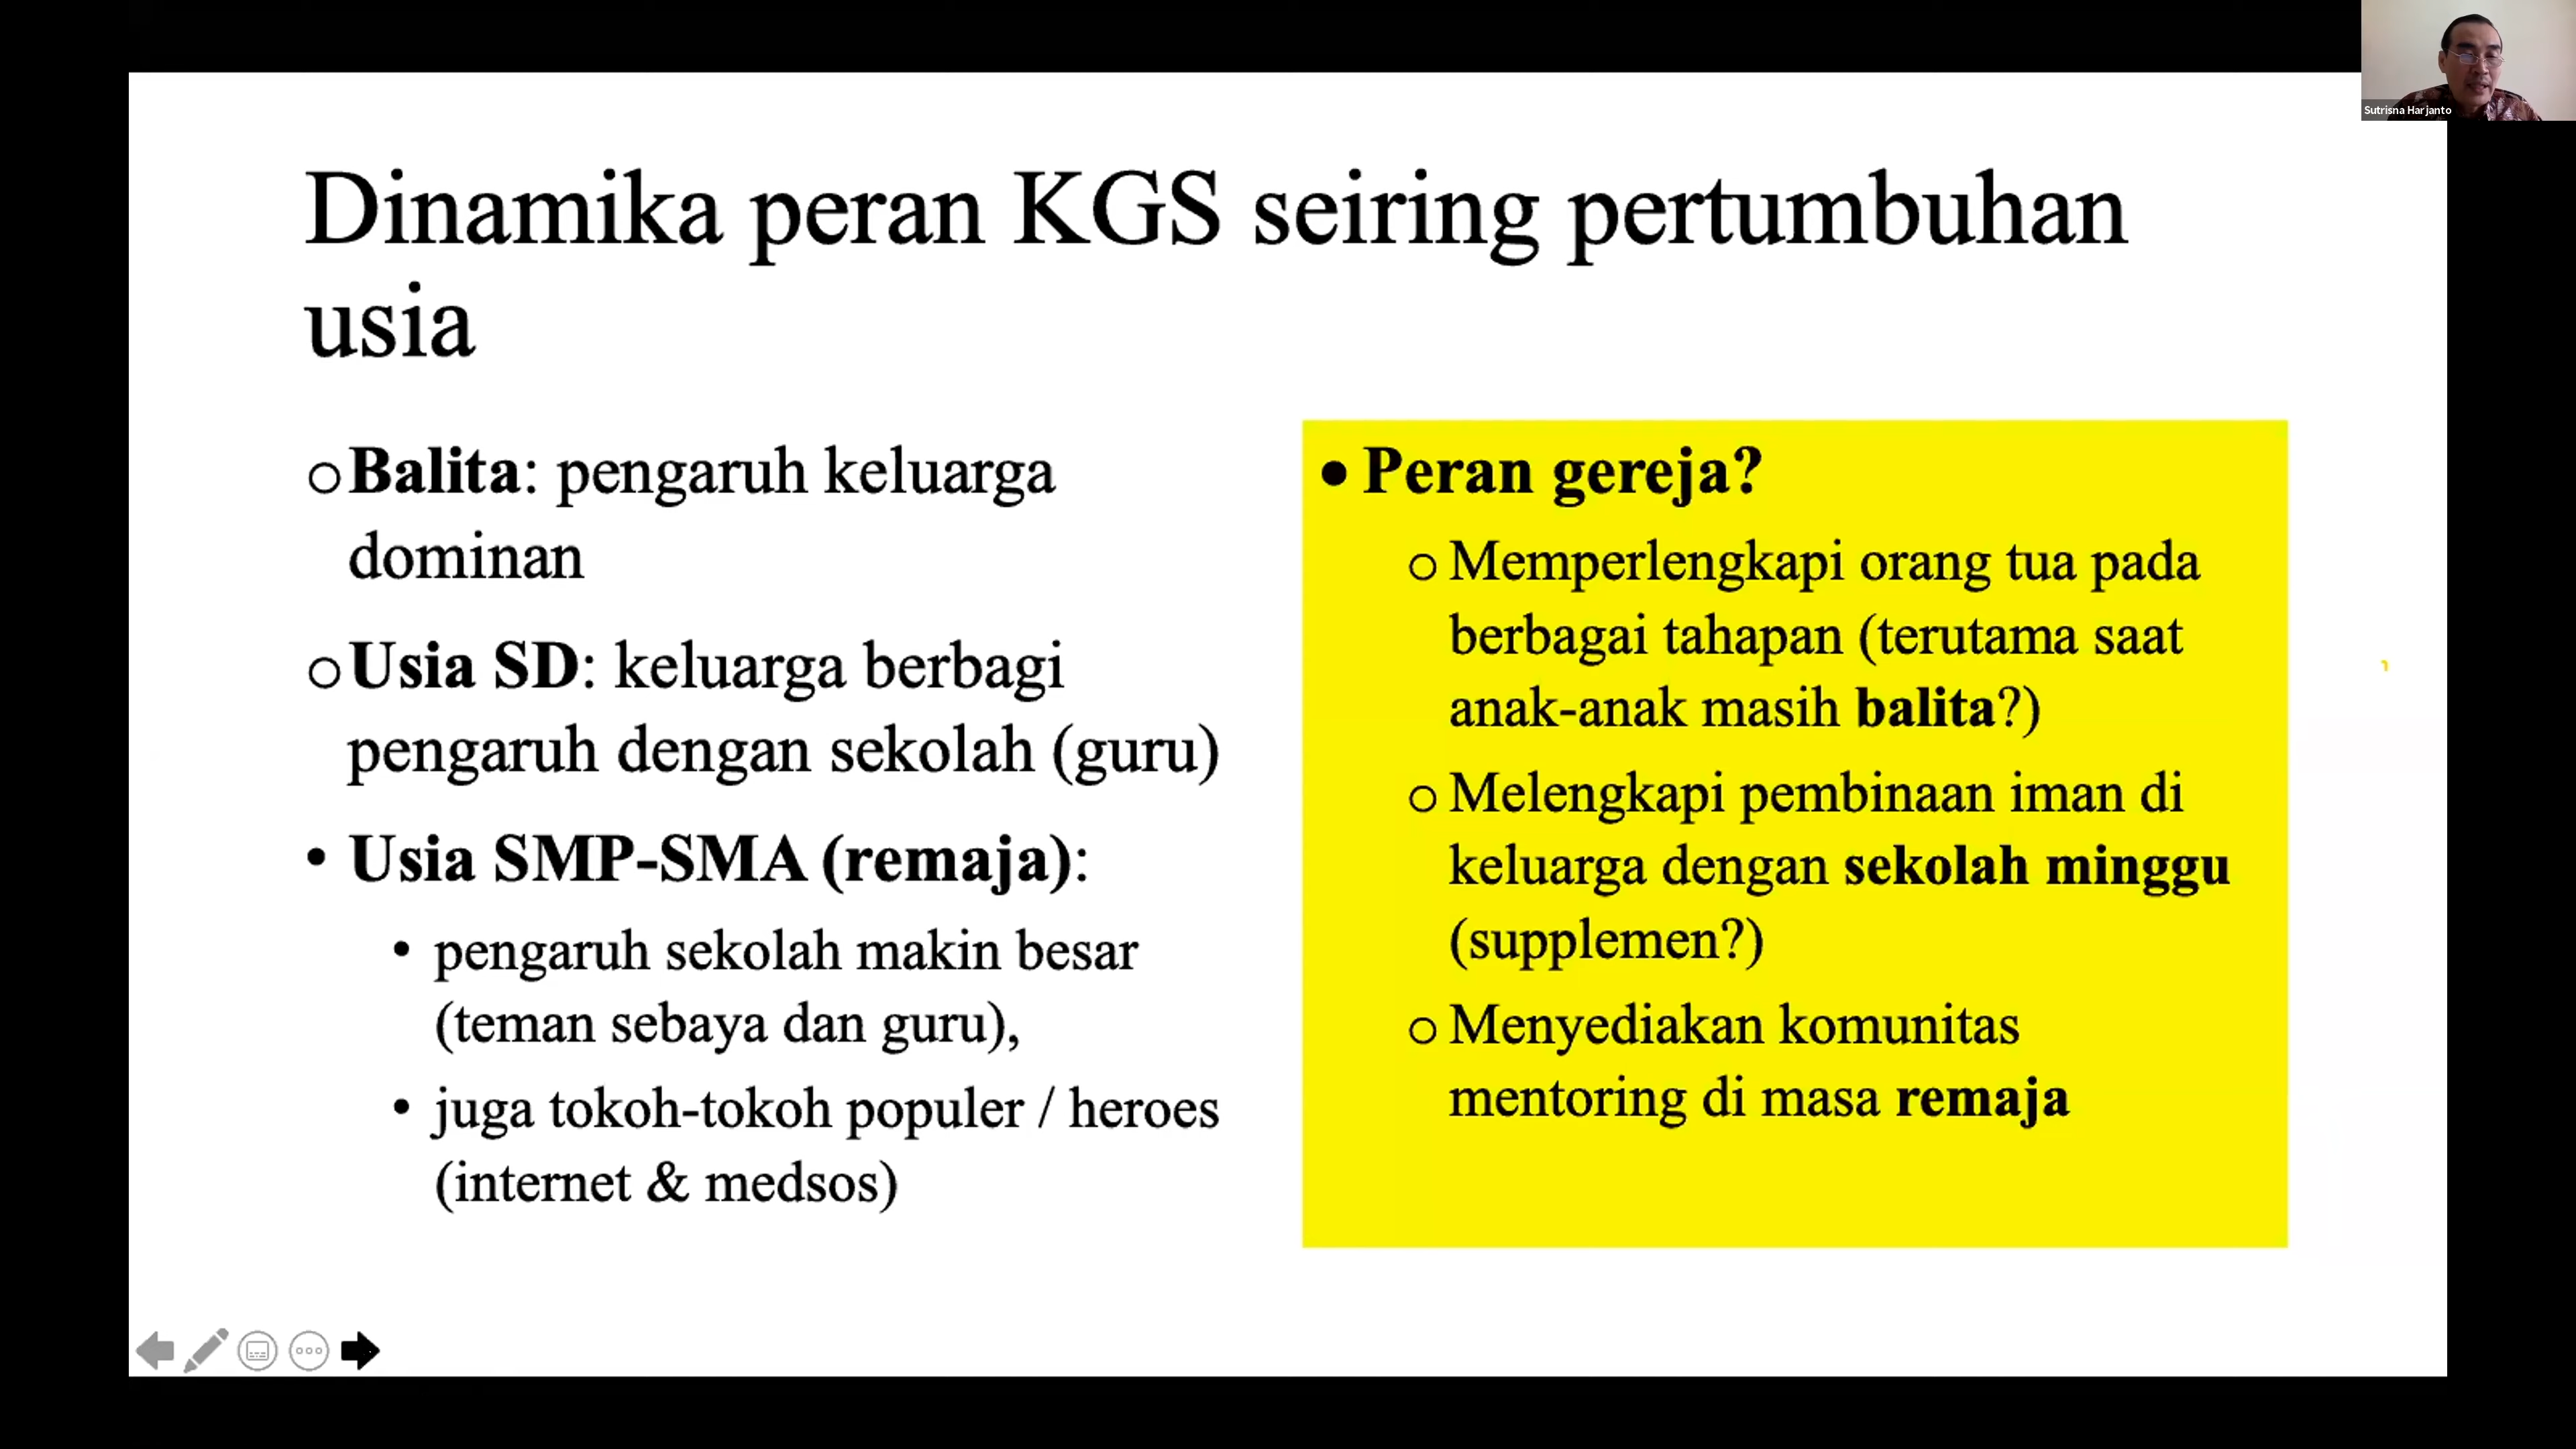 Sutrisna Harjanto
Dinamika peran KGS seiring pertumbuhan
usia
Balita: pengaruh keluarga
dominan
Usia SD: keluarga berbagi
pengaruh dengan sekolah (guru)
• Usia SMP-SMA (remaja):
• pengaruh sekolah makin besar
(teman sebaya dan guru),
• juga tokoh-tokoh populer / heroes
(internet & medsos)
• Peran gereja?
Memperlengkapi orang tua pada
berbagai tahapan (terutama saat
anak-anak masih balita?)
Melengkapi pembinaan iman di
keluarga dengan sekolah minggu
(supplemen?)
Menyediakan komunitas
mentoring di masa remaja